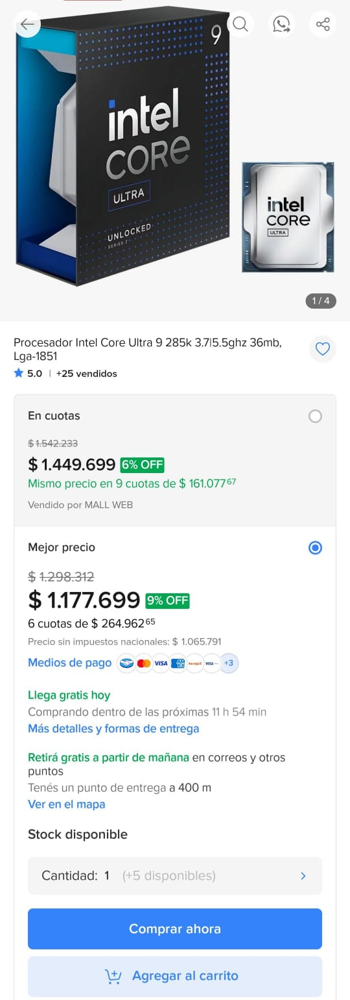 9
intel
CORE
ULTRA
UNLOCKED
SERIES 2
intel
CORE
ULTRA
1 / 4
Procesador Intel Core Ultra 9 285k 3.7|5.5ghz 36mb,
Lga-1851
5.0 | +25 vendidos
En cuotas
$ 1.542.233
$ 1.449.699 6% OFF
Mismo precio en 9 cuotas de $ 161.077⁶⁷
Vendido por MALL WEB
Mejor precio
$ 1.298.312
$ 1.177.699 9% OFF
6 cuotas de $ 264.962⁶⁵
Precio sin impuestos nacionales: $ 1.065.791
Medios de pago VISA AM EX VISA +3
Llega gratis hoy
Comprando dentro de las próximas 11 h 54 min
Más detalles y formas de entrega
Retirá gratis a partir de mañana en correos y otros
puntos
Tenés un punto de entrega a 400 m
Ver en el mapa
Stock disponible
Cantidad: 1 (+5 disponibles)
Comprar ahora
Agregar al carrito